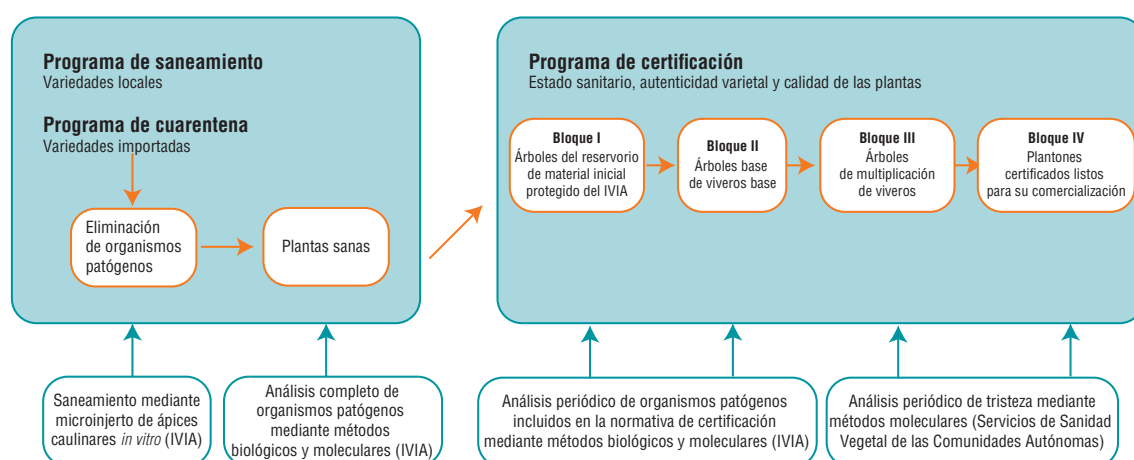 Programa de saneamiento
Variedades locales
Programa de cuarentena
Variedades importadas
Eliminación
de organismos
patógenos
Plantas sanas
Programa de certificación
Estado sanitario, autenticidad varietal y calidad de las plantas
Bloque I
Árboles del reservorio
de material inicial
protegido del IVIA
Bloque II
Árboles base
de viveros base
Bloque III
Árboles
de multiplicación
de viveros
Bloque IV
Plantones
certificados listos
para su comercialización
Saneamiento mediante
microinjerto de ápices
caulinares in vitro (IVIA)
Análisis completo de
organismos patógenos
mediante métodos
biológicos y moleculares (IVIA)
Análisis periódico de organismos patógenos
incluidos en la normativa de certificación
mediante métodos biológicos y moleculares (IVIA)
Análisis periódico de tristeza mediante
métodos moleculares (Servicios de Sanidad
Vegetal de las Comunidades Autónomas)